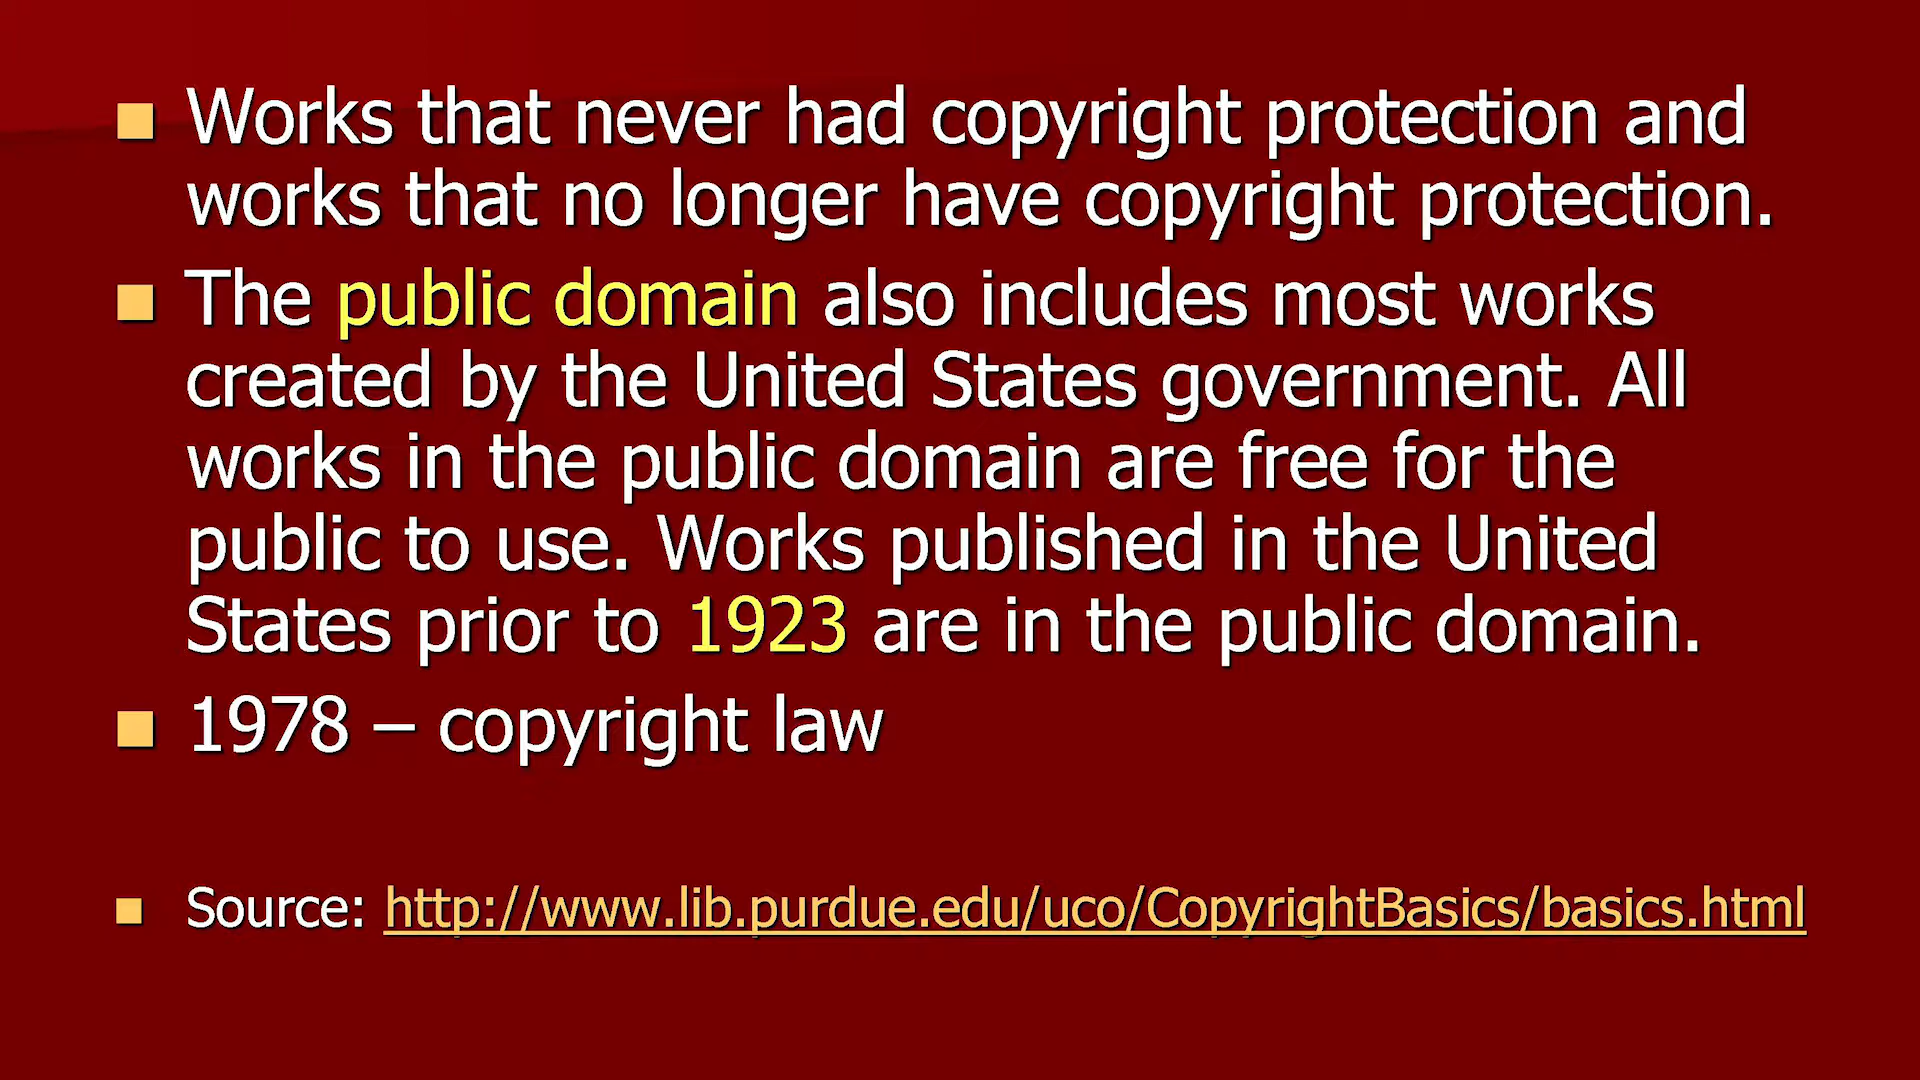 Works that never had copyright protection and
works that no longer have copyright protection.
The public domain also includes most works
created by the United States government. All
works in the public domain are free for the
public to use. Works published in the United
States prior to 1923 are in the public domain.
1978 – copyright law
Source: http://www.lib.purdue.edu/uco/CopyrightBasics/basics.html